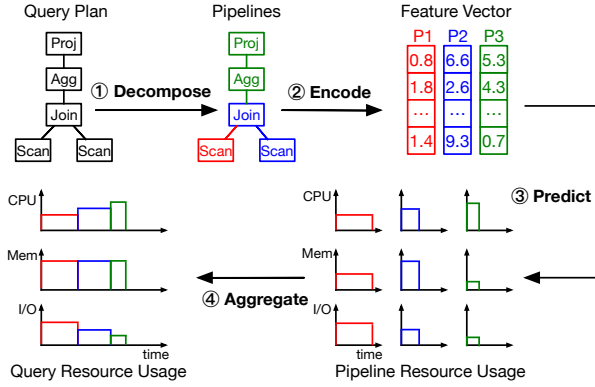 Query Plan
Pipelines
Feature Vector
P1 P2 P3
Proj
Proj
0.8 6.6 5.3
Agg
Agg
① Decompose
② Encode
1.8 2.6 4.3
Join
Join
... ... ...
Scan Scan
Scan Scan
1.4 9.3 0.7
③ Predict
CPU
CPU
Mem
Mem
④ Aggregate
I/O
I/O
time
time
Query Resource Usage
Pipeline Resource Usage